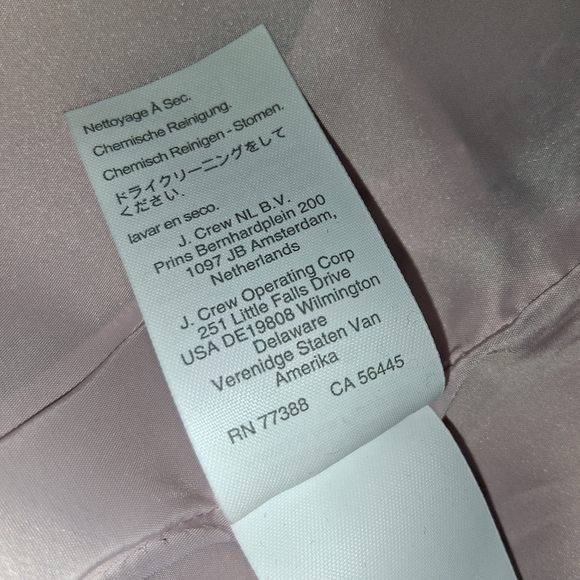 Nettoyage À Sec.
Chemische Reinigung.
Chemisch Reinigen - Stomen.
ドライクリーニングをして
ください.
lavar en seco.
J. Crew NL B.V.
Prins Bernhardplein 200
1097 JB Amsterdam,
Netherlands
J. Crew Operating Corp
251 Little Falls Drive
USA DE19808 Wilmington
Delaware
Verenidge Staten Van
Amerika
RN 77388 CA 56445